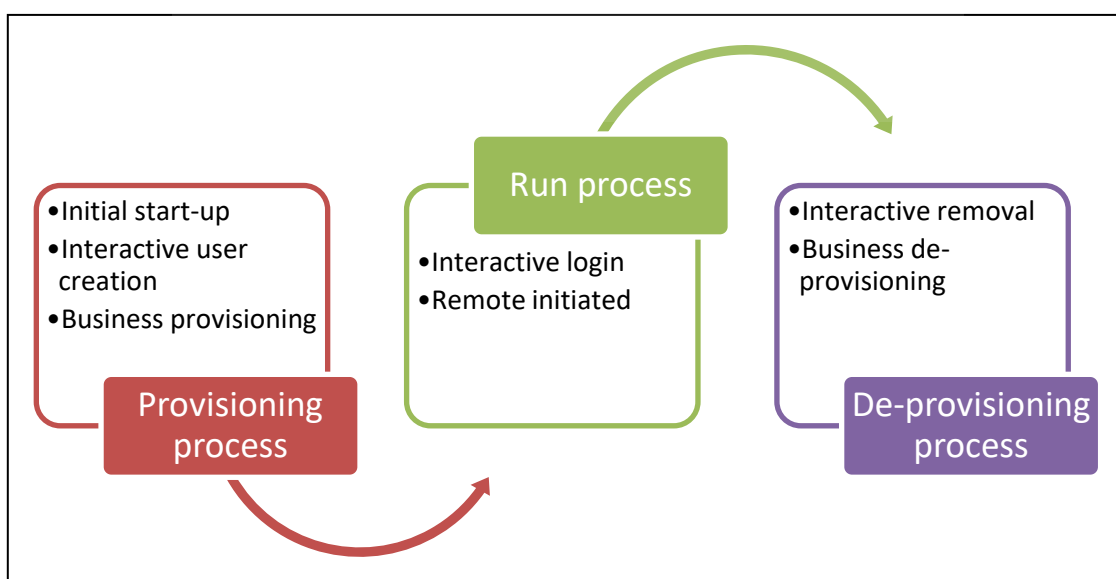 •Initial start-up
•Interactive user
creation
•Business provisioning
Provisioning
process
Run process
•Interactive login
•Remote initiated
•Interactive removal
•Business de-
provisioning
De-provisioning
process